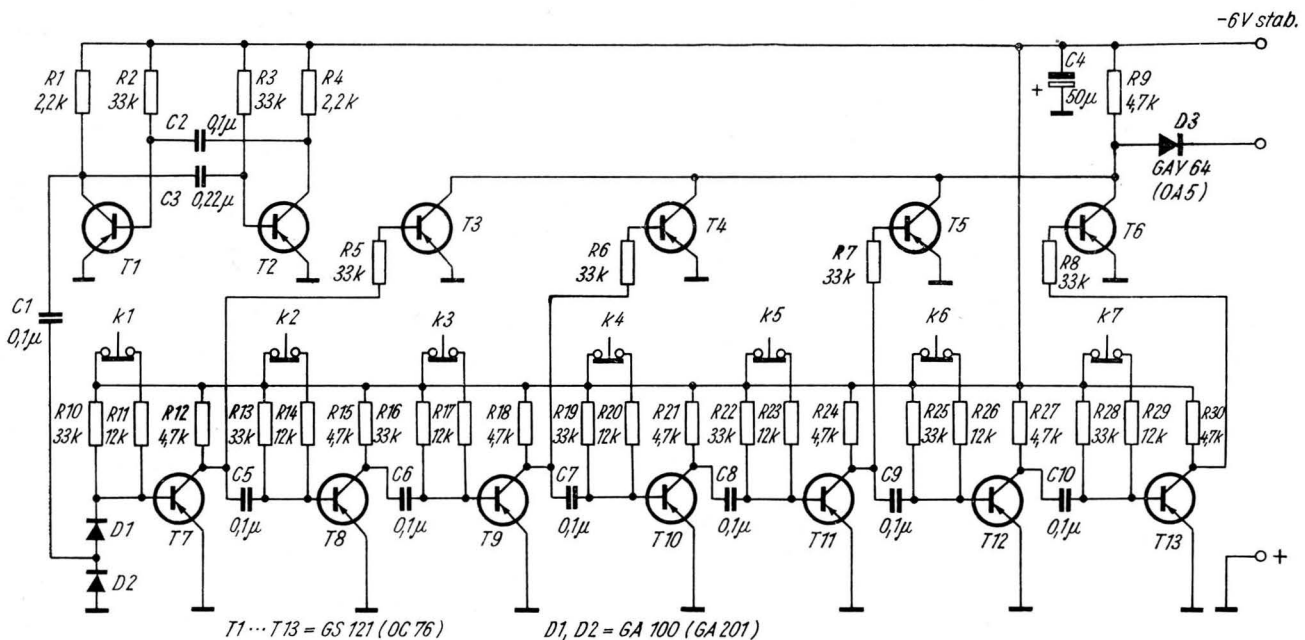 -6V stab.
R1
2,2k
R2
33k
R3
33k
R4
2,2k
C2
0,1µ
C3
0,22µ
C4
+
50µ
R9
4,7k
D3
GAY 64
(0A5)
T1
T2
T3
T4
T5
T6
R5
33k
R6
33k
R7
33k
R8
33k
C1
0,1µ
k1
k2
k3
k4
k5
k6
k7
R10
33k
R11
12k
R12
4,7k
R13
33k
R14
12k
R15
4,7k
R16
33k
R17
12k
R18
4,7k
R19
33k
R20
12k
R21
4,7k
R22
33k
R23
12k
R24
4,7k
R25
33k
R26
12k
R27
4,7k
R28
33k
R29
12k
R30
4,7k
C5
0,1µ
C6
0,1µ
C7
0,1µ
C8
0,1µ
C9
0,1µ
C10
0,1µ
D1
D2
T7
T8
T9
T10
T11
T12
T13
+
T1 ··· T13 = GS 121 (OC 76)
D1, D2 = GA 100 (GA 201)